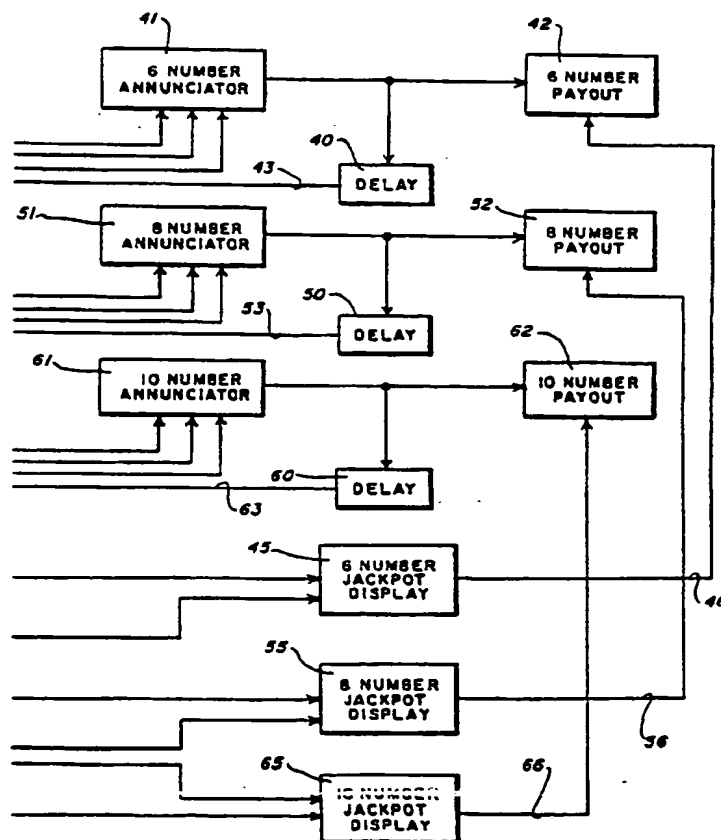 41
42
6 NUMBER
ANNUNCIATOR
6 NUMBER
PAYOUT
40
43
DELAY
51
52
8 NUMBER
ANNUNCIATOR
8 NUMBER
PAYOUT
50
53
DELAY
61
62
10 NUMBER
ANNUNCIATOR
10 NUMBER
PAYOUT
60
DELAY
63
45
6 NUMBER
JACKPOT
DISPLAY
46
55
8 NUMBER
JACKPOT
DISPLAY
56
65
66
10 NUMBER
JACKPOT
DISPLAY